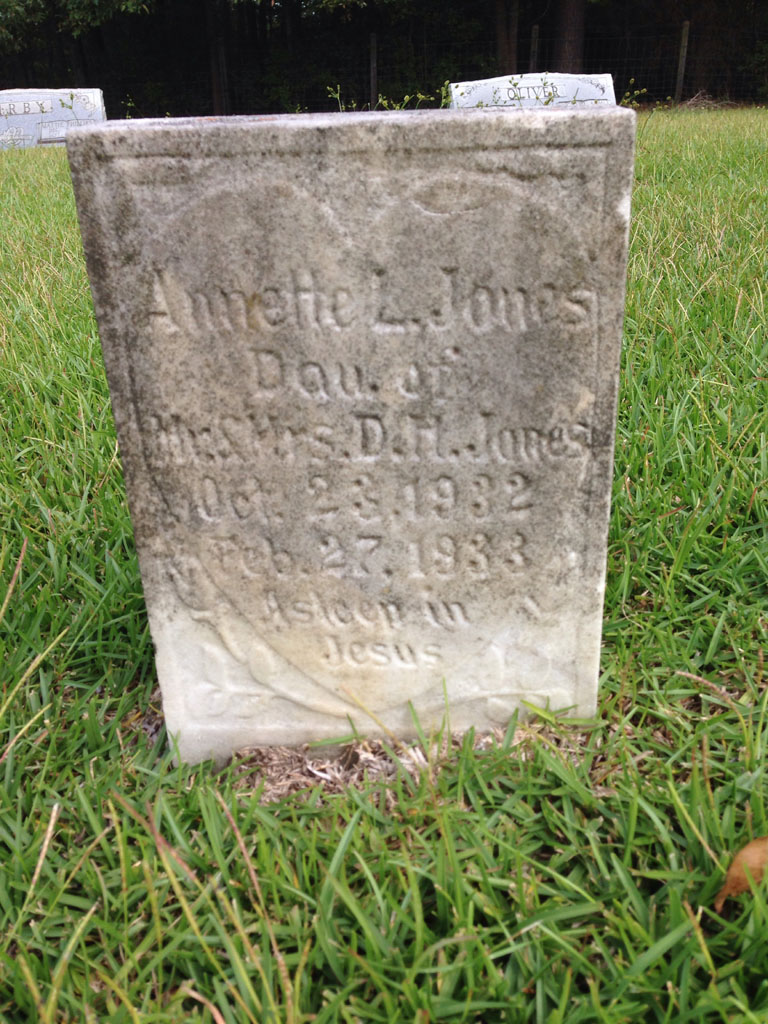 OLIVER
Annette L. Jones
Dau. of
Mr. & Mrs. D. H. Jones
Oct. 23, 1932
Feb. 27, 1933
Asleep in
Jesus